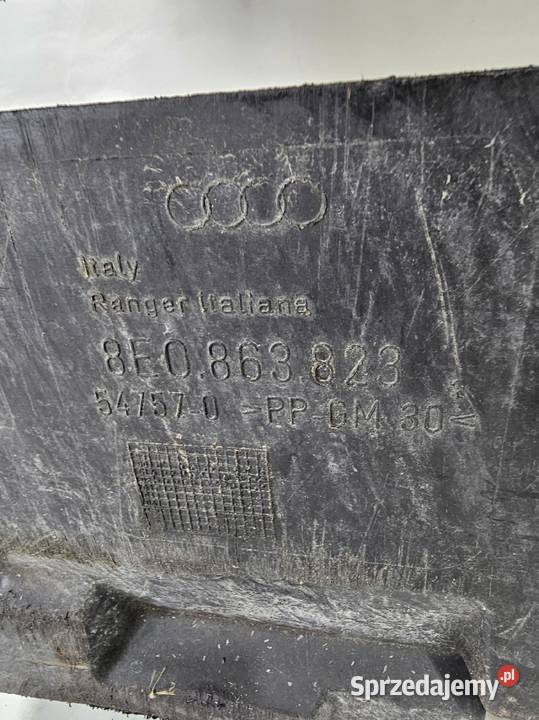 Italy
Ranger Italiana
8E0.863.823
54757-0 >PP-GM 30<
Sprzedajemy.pl